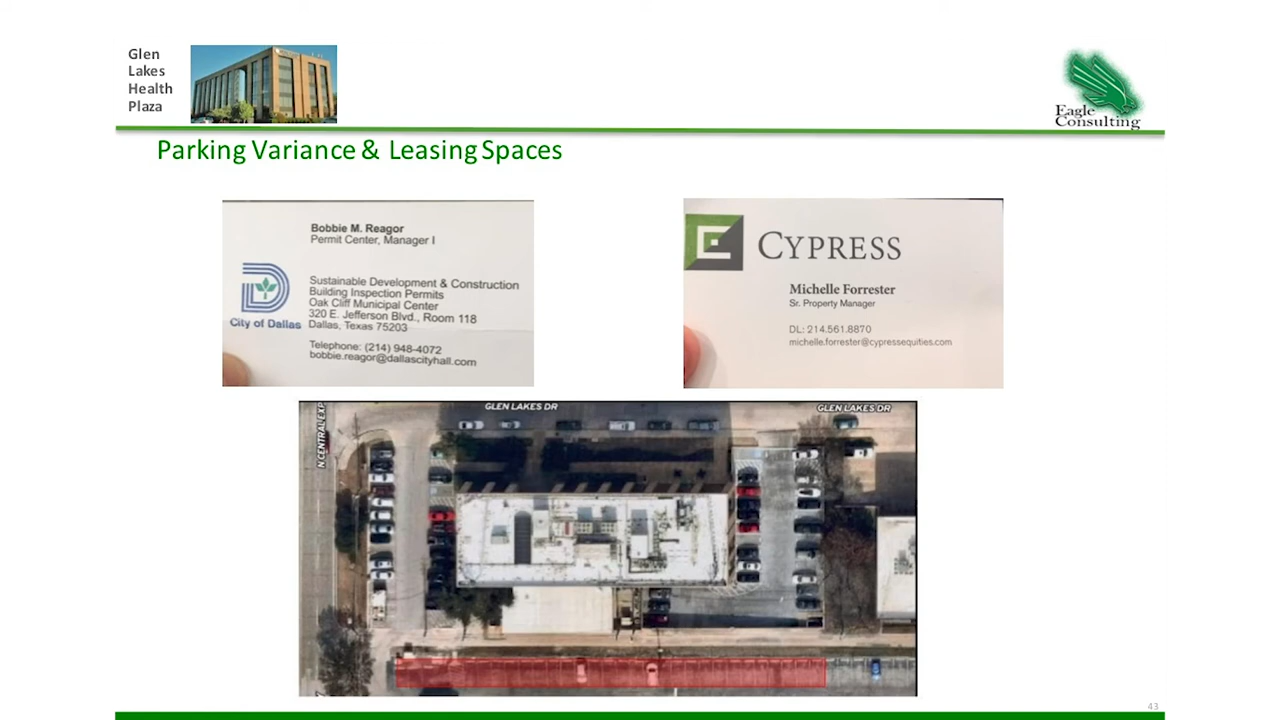 Glen
Lakes
Health
Plaza
Eagle
Consulting
Parking Variance & Leasing Spaces
Bobbie M. Reagor
Permit Center, Manager I
Sustainable Development & Construction
Building Inspection Permits
Oak Cliff Municipal Center
320 E. Jefferson Blvd., Room 118
Dallas, Texas 75203
City of Dallas
Telephone: (214) 948-4072
bobbie.reagor@dallascityhall.com
CYPRESS
Michelle Forrester
Sr. Property Manager
DL: 214.561.8870
michelle.forrester@cypressequities.com
GLEN LAKES DR
GLEN LAKES DR
N CENTRAL EXP
43